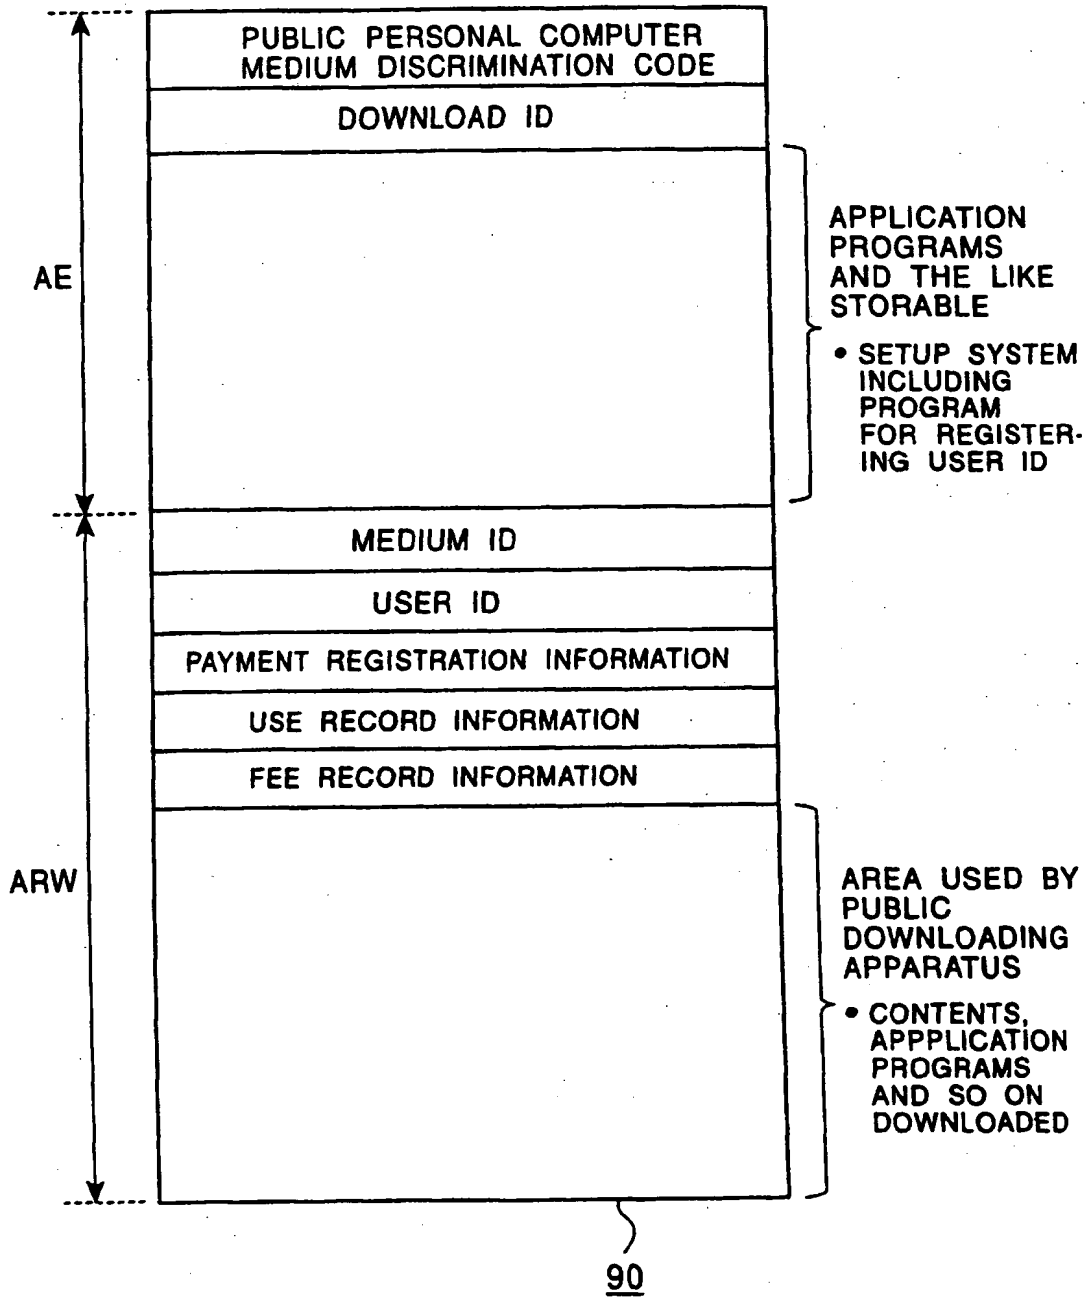 PUBLIC PERSONAL COMPUTER
MEDIUM DISCRIMINATION CODE
DOWNLOAD ID
AE
APPLICATION
PROGRAMS
AND THE LIKE
STORABLE
• SETUP SYSTEM
INCLUDING
PROGRAM
FOR REGISTER-
ING USER ID
MEDIUM ID
USER ID
PAYMENT REGISTRATION INFORMATION
USE RECORD INFORMATION
FEE RECORD INFORMATION
ARW
AREA USED BY
PUBLIC
DOWNLOADING
APPARATUS
• CONTENTS,
APPPLICATION
PROGRAMS
AND SO ON
DOWNLOADED
90